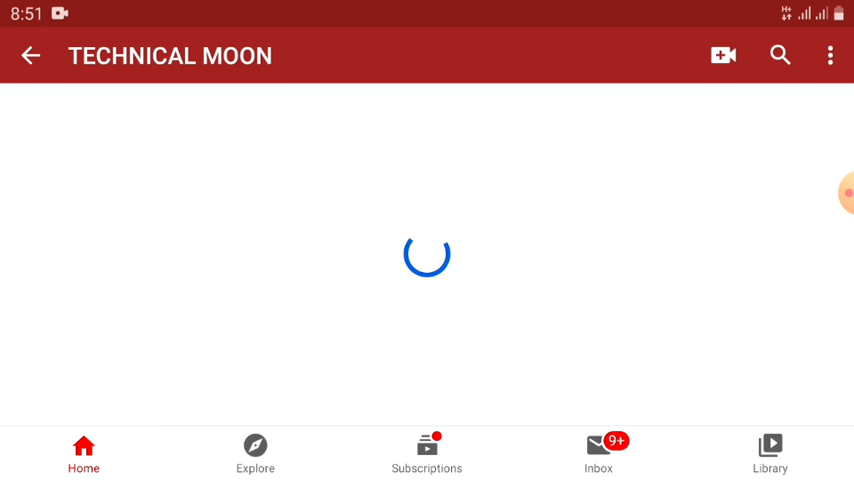 8:51
H+
TECHNICAL MOON
Home
Explore
Subscriptions
9+
Inbox
Library